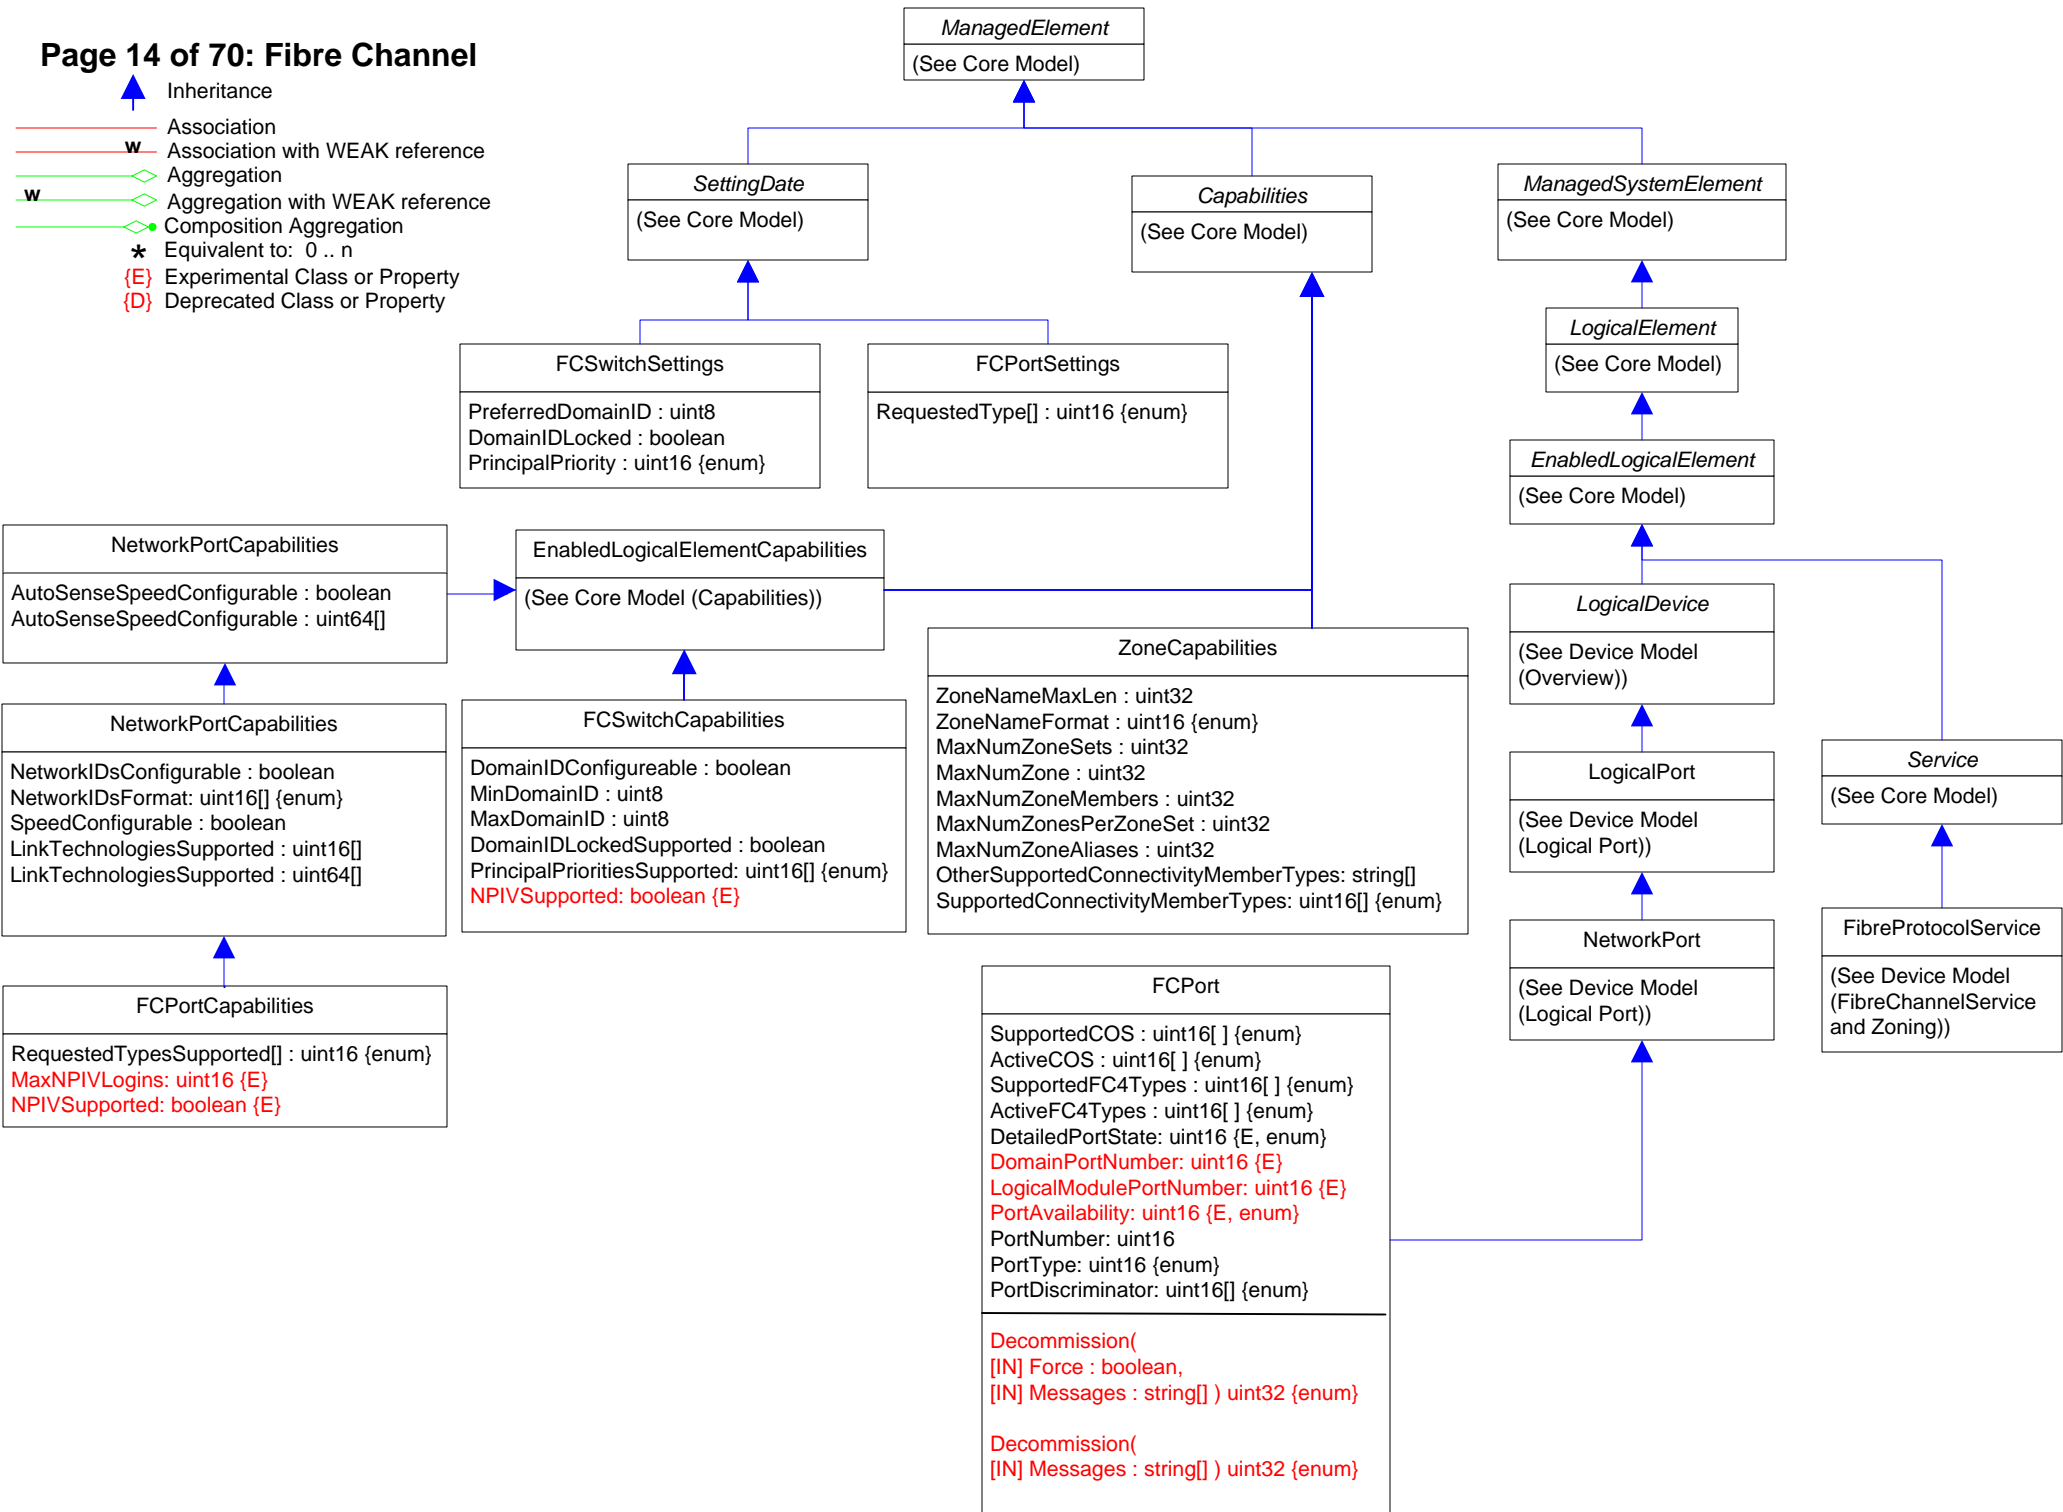 Page 14 of 70: Fibre Channel
Inheritance
Association
w Association with WEAK reference
Aggregation
w Aggregation with WEAK reference
Composition Aggregation
* Equivalent to: 0 .. n
{E} Experimental Class or Property
{D} Deprecated Class or Property
ManagedElement
(See Core Model)
SettingDate
(See Core Model)
Capabilities
(See Core Model)
ManagedSystemElement
(See Core Model)
LogicalElement
(See Core Model)
FCSwitchSettings
PreferredDomainID : uint8
DomainIDLocked : boolean
PrincipalPriority : uint16 {enum}
FCPortSettings
RequestedType[] : uint16 {enum}
EnabledLogicalElement
(See Core Model)
NetworkPortCapabilities
AutoSenseSpeedConfigurable : boolean
AutoSenseSpeedConfigurable : uint64[]
EnabledLogicalElementCapabilities
(See Core Model (Capabilities))
LogicalDevice
(See Device Model
(Overview))
ZoneCapabilities
ZoneNameMaxLen : uint32
ZoneNameFormat : uint16 {enum}
MaxNumZoneSets : uint32
MaxNumZone : uint32
MaxNumZoneMembers : uint32
MaxNumZonesPerZoneSet : uint32
MaxNumZoneAliases : uint32
OtherSupportedConnectivityMemberTypes: string[]
SupportedConnectivityMemberTypes: uint16[] {enum}
NetworkPortCapabilities
NetworkIDsConfigurable : boolean
NetworkIDsFormat: uint16[] {enum}
SpeedConfigurable : boolean
LinkTechnologiesSupported : uint16[]
LinkTechnologiesSupported : uint64[]
FCSwitchCapabilities
DomainIDConfigureable : boolean
MinDomainID : uint8
MaxDomainID : uint8
DomainIDLockedSupported : boolean
PrincipalPrioritiesSupported: uint16[] {enum}
NPIVSupported: boolean {E}
LogicalPort
(See Device Model
(Logical Port))
Service
(See Core Model)
NetworkPort
(See Device Model
(Logical Port))
FibreProtocolService
(See Device Model
(FibreChannelService
and Zoning))
FCPortCapabilities
RequestedTypesSupported[] : uint16 {enum}
MaxNPIVLogins: uint16 {E}
NPIVSupported: boolean {E}
FCPort
SupportedCOS : uint16[ ] {enum}
ActiveCOS : uint16[ ] {enum}
SupportedFC4Types : uint16[ ] {enum}
ActiveFC4Types : uint16[ ] {enum}
DetailedPortState: uint16 {E, enum}
DomainPortNumber: uint16 {E}
LogicalModulePortNumber: uint16 {E}
PortAvailability: uint16 {E, enum}
PortNumber: uint16
PortType: uint16 {enum}
PortDiscriminator: uint16[] {enum}
Decommission(
[IN] Force : boolean,
[IN] Messages : string[] ) uint32 {enum}
Decommission(
[IN] Messages : string[] ) uint32 {enum}